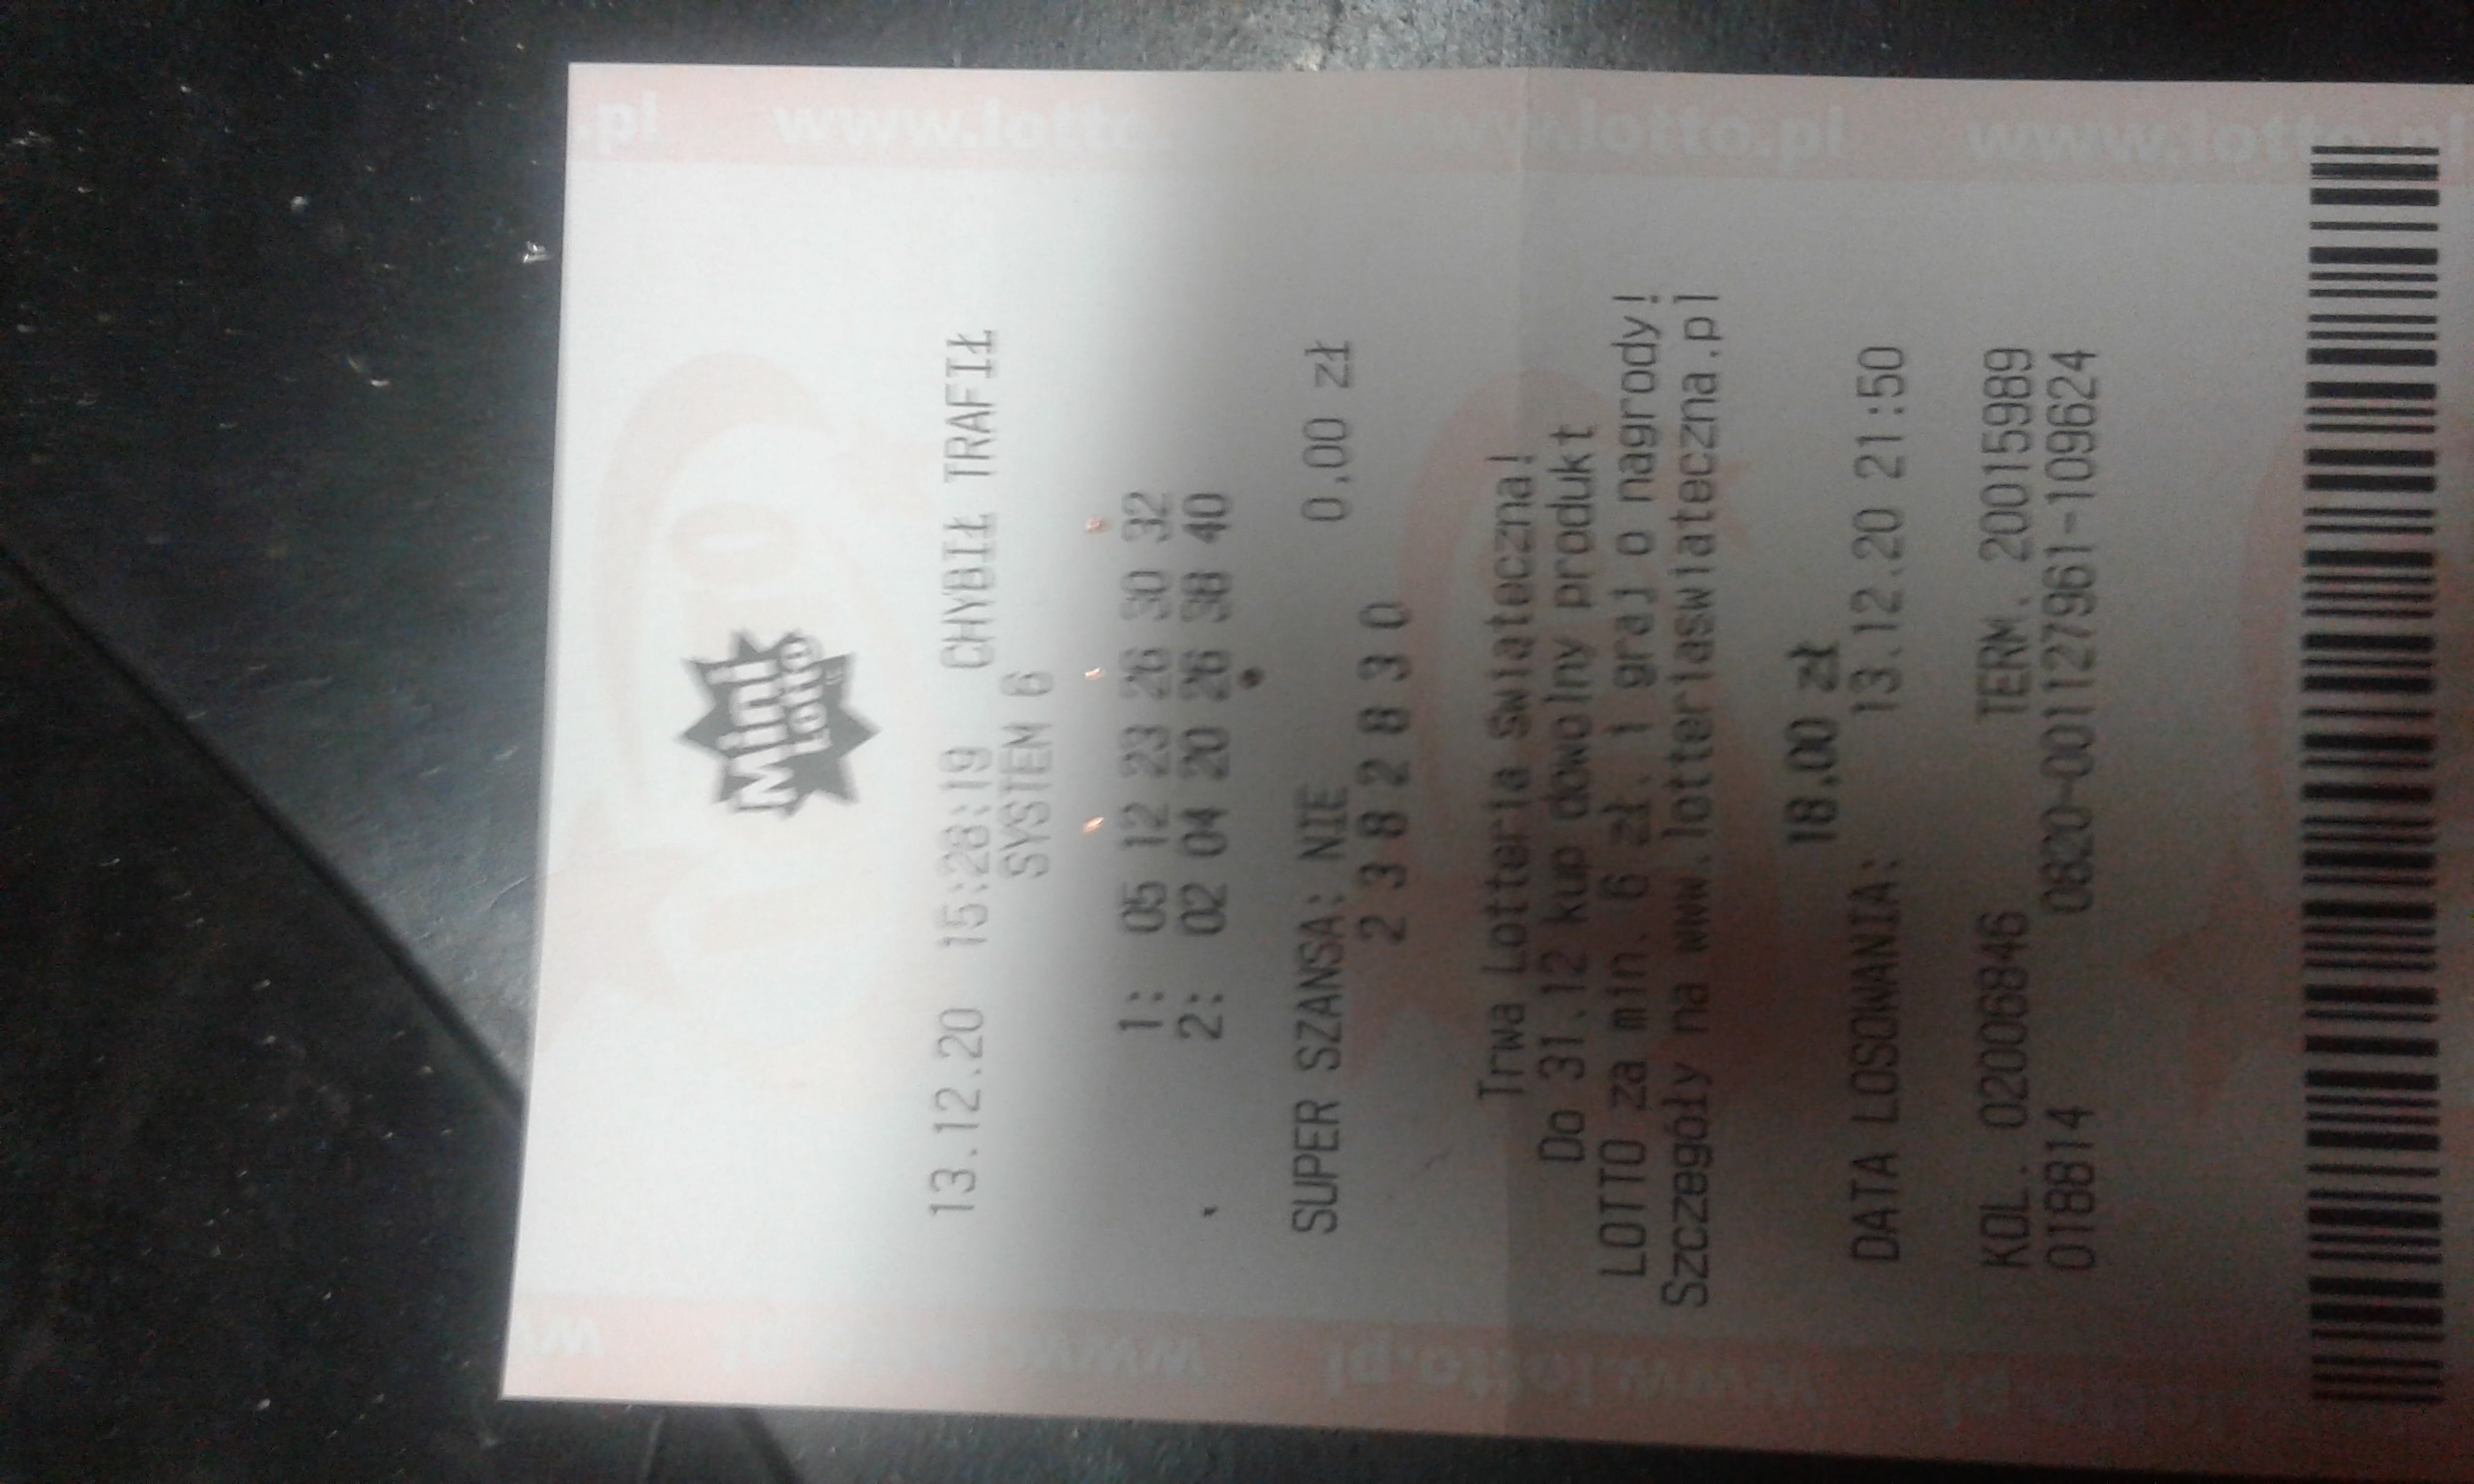 www.lotto.pl
Mini
Lotto
13.12.20 15:28:19 CHYBIŁ TRAFIŁ
SYSTEM 6
1: 05 12 23 26 30 32
2: 02 04 20 26 38 40
SUPER SZANSA: NIE 0,00 zł
2 3 8 2 8 3 0
Trwa Lotteria Świąteczna!
Do 31.12 kup dowolny produkt
LOTTO za min. 6 zł. i graj o nagrody!
Szczegóły na www.lotteriaswiateczna.pl
18,00 zł
DATA LOSOWANIA: 13.12.20 21:50
KOL. 02006846 TERM. 20015989
018814 0820-001127961-109624